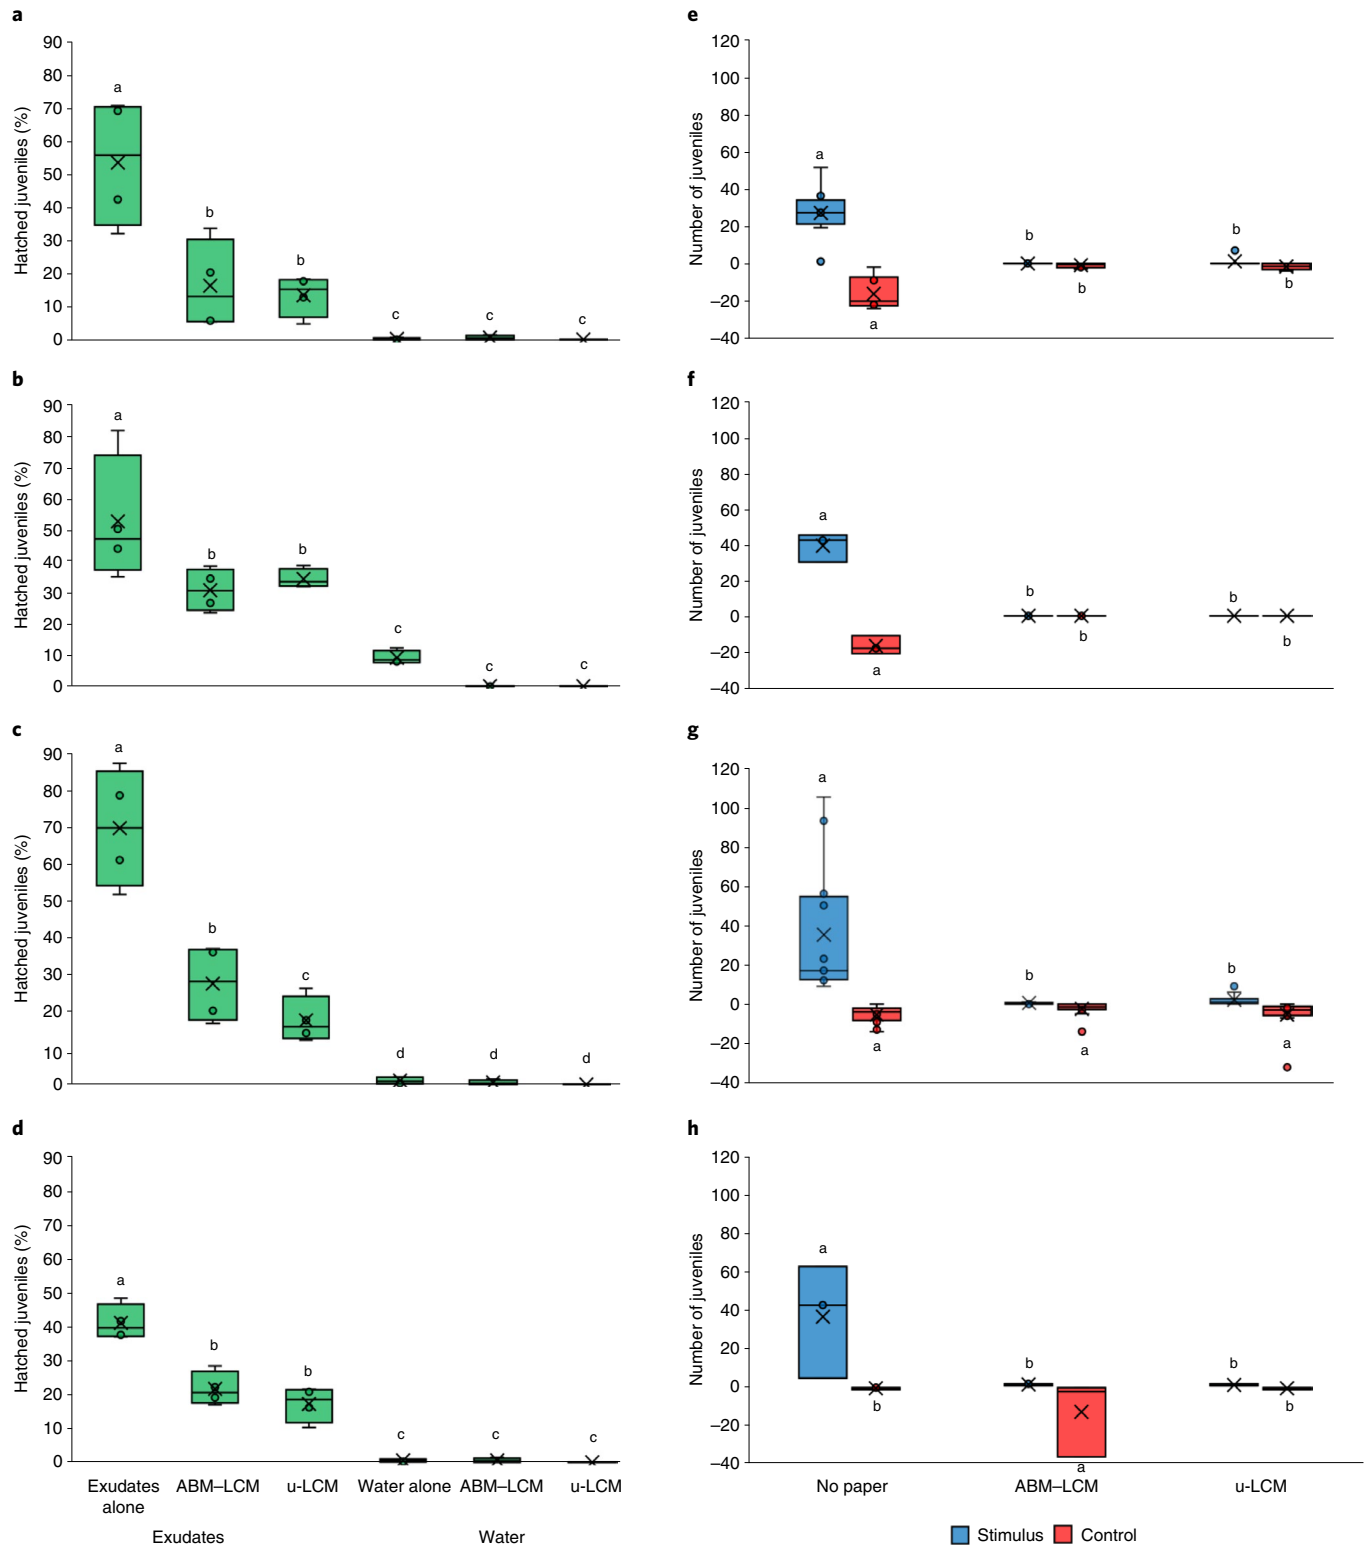 a
Hatched juveniles (%)
90
80
70
60
50
40
30
20
10
0
a
b
b
c
c
c
b
Hatched juveniles (%)
90
80
70
60
50
40
30
20
10
0
a
b
b
c
c
c
c
Hatched juveniles (%)
90
80
70
60
50
40
30
20
10
0
a
b
c
d
d
d
d
Hatched juveniles (%)
90
80
70
60
50
40
30
20
10
0
a
b
b
c
c
c
Exudates alone
ABM–LCM
u-LCM
Water alone
ABM–LCM
u-LCM
Exudates
Water
e
Number of juveniles
120
100
80
60
40
20
0
–20
–40
a
a
b
b
b
b
f
Number of juveniles
120
100
80
60
40
20
0
–20
–40
a
a
b
b
b
b
g
Number of juveniles
120
100
80
60
40
20
0
–20
–40
a
a
b
a
b
a
h
Number of juveniles
120
100
80
60
40
20
0
–20
–40
a
b
b
a
b
b
No paper
ABM–LCM
u-LCM
Stimulus
Control